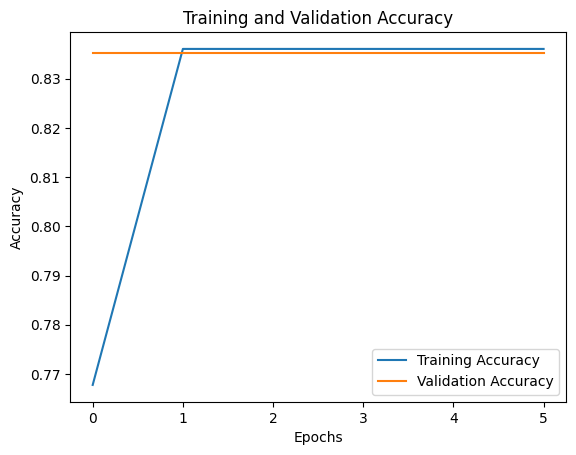 Training and Validation Accuracy
Accuracy
0.83
0.82
0.81
0.80
0.79
0.78
0.77
Training Accuracy
Validation Accuracy
0 1 2 3 4 5
Epochs